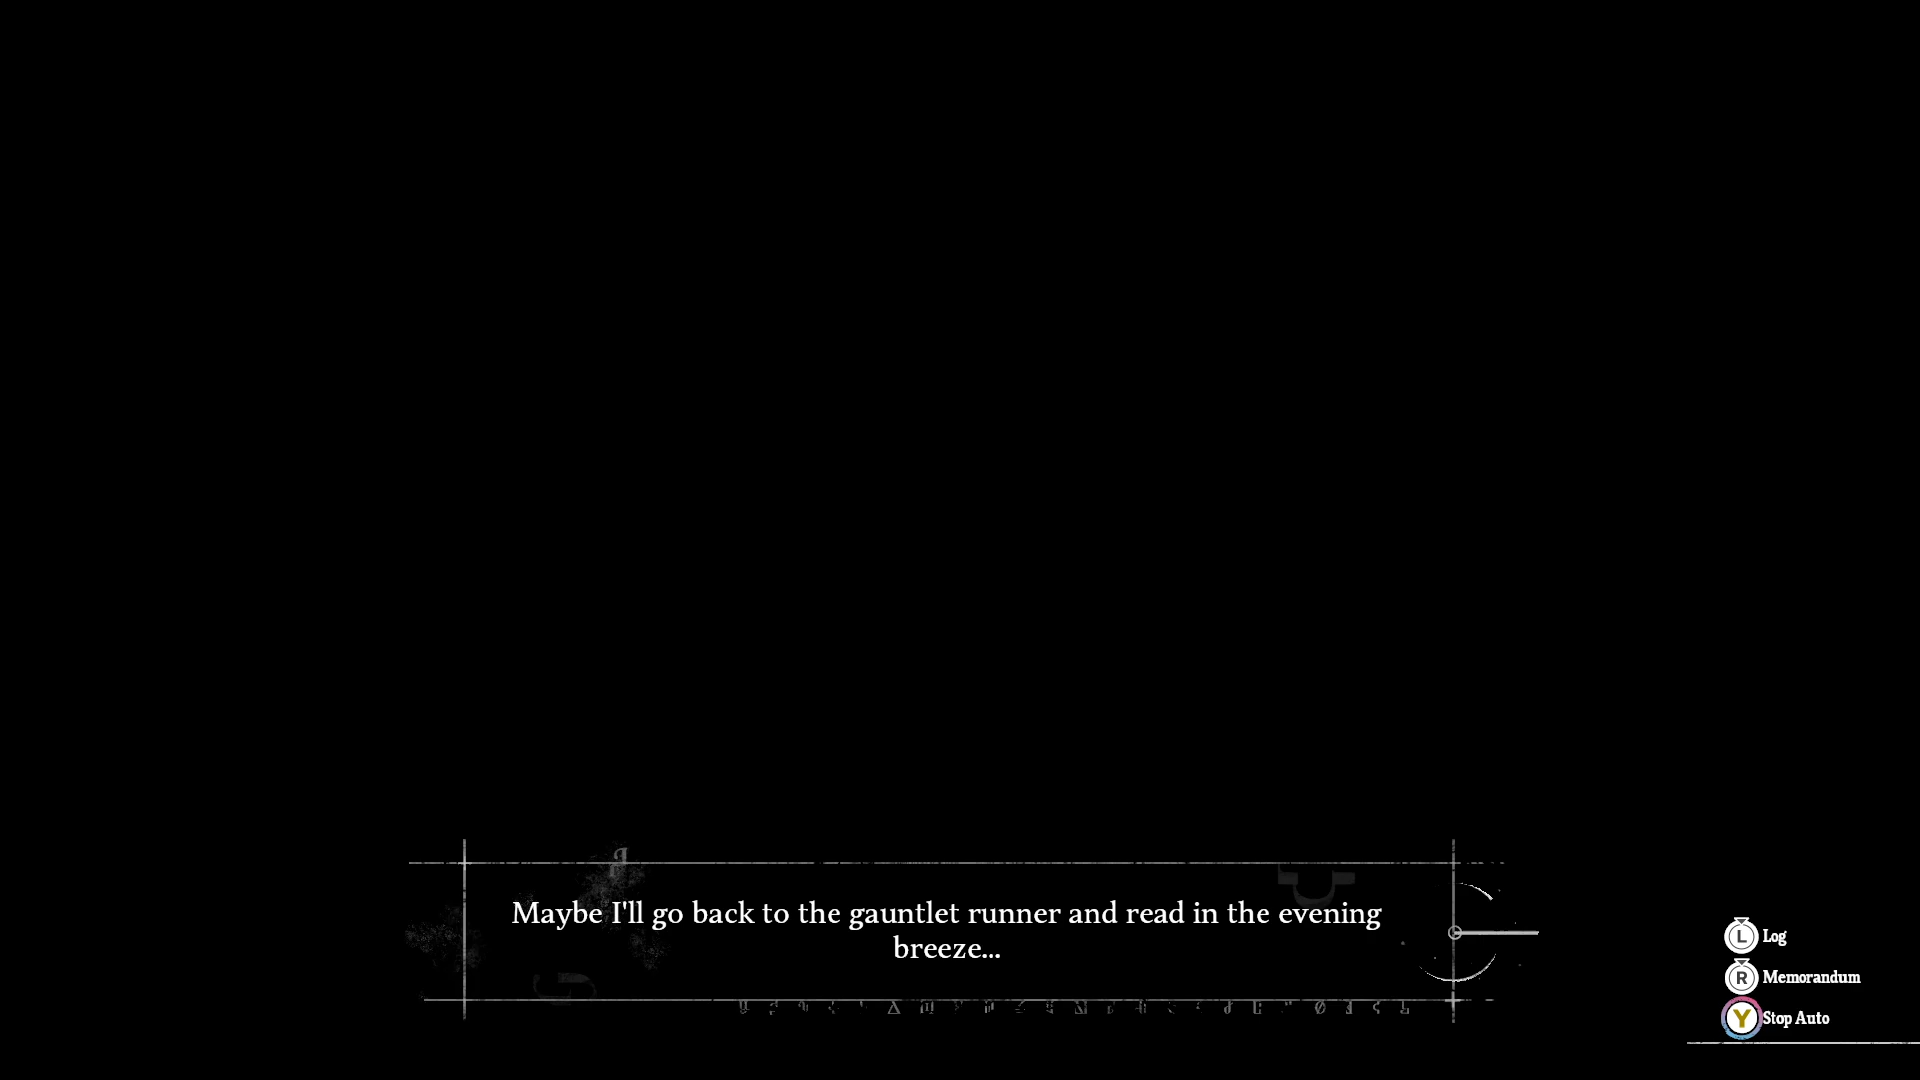 Maybe I'll go back to the gauntlet runner and read in the evening
breeze...
L Log
R Memorandum
Y Stop Auto